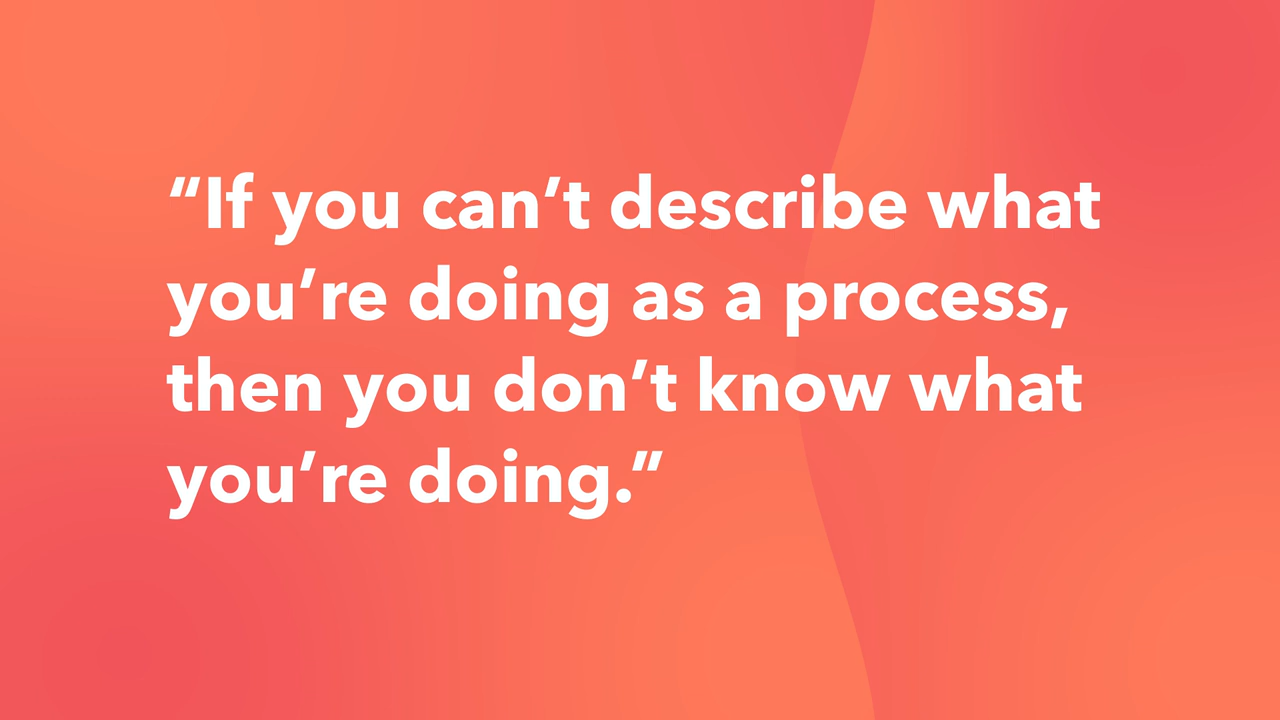 “If you can’t describe what
you’re doing as a process,
then you don’t know what
you’re doing.”